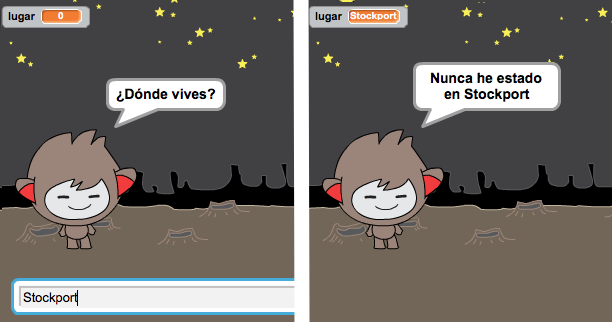 lugar 0
¿Dónde vives?
Stockport
lugar Stockport
Nunca he estado
en Stockport